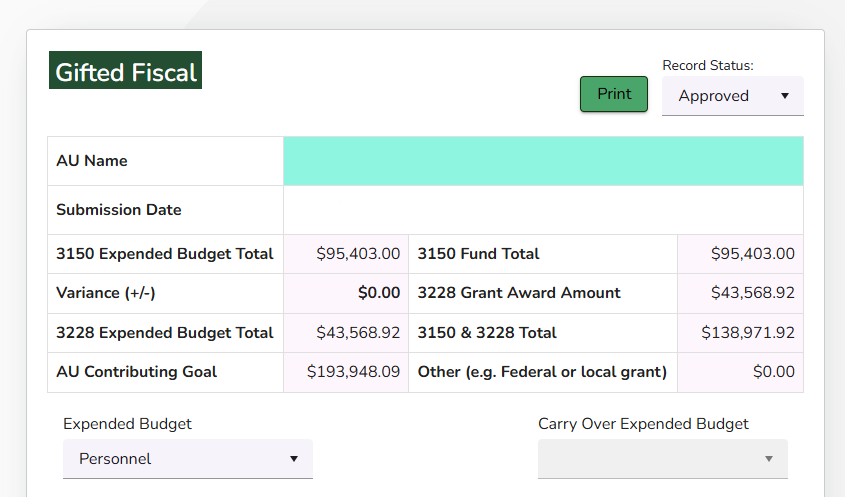 Gifted Fiscal
Record Status:
Print
Approved
AU Name
Submission Date
3150 Expended Budget Total $95,403.00 3150 Fund Total $95,403.00
Variance (+/-) $0.00 3228 Grant Award Amount $43,568.92
3228 Expended Budget Total $43,568.92 3150 & 3228 Total $138,971.92
AU Contributing Goal $193,948.09 Other (e.g. Federal or local grant) $0.00
Expended Budget Carry Over Expended Budget
Personnel